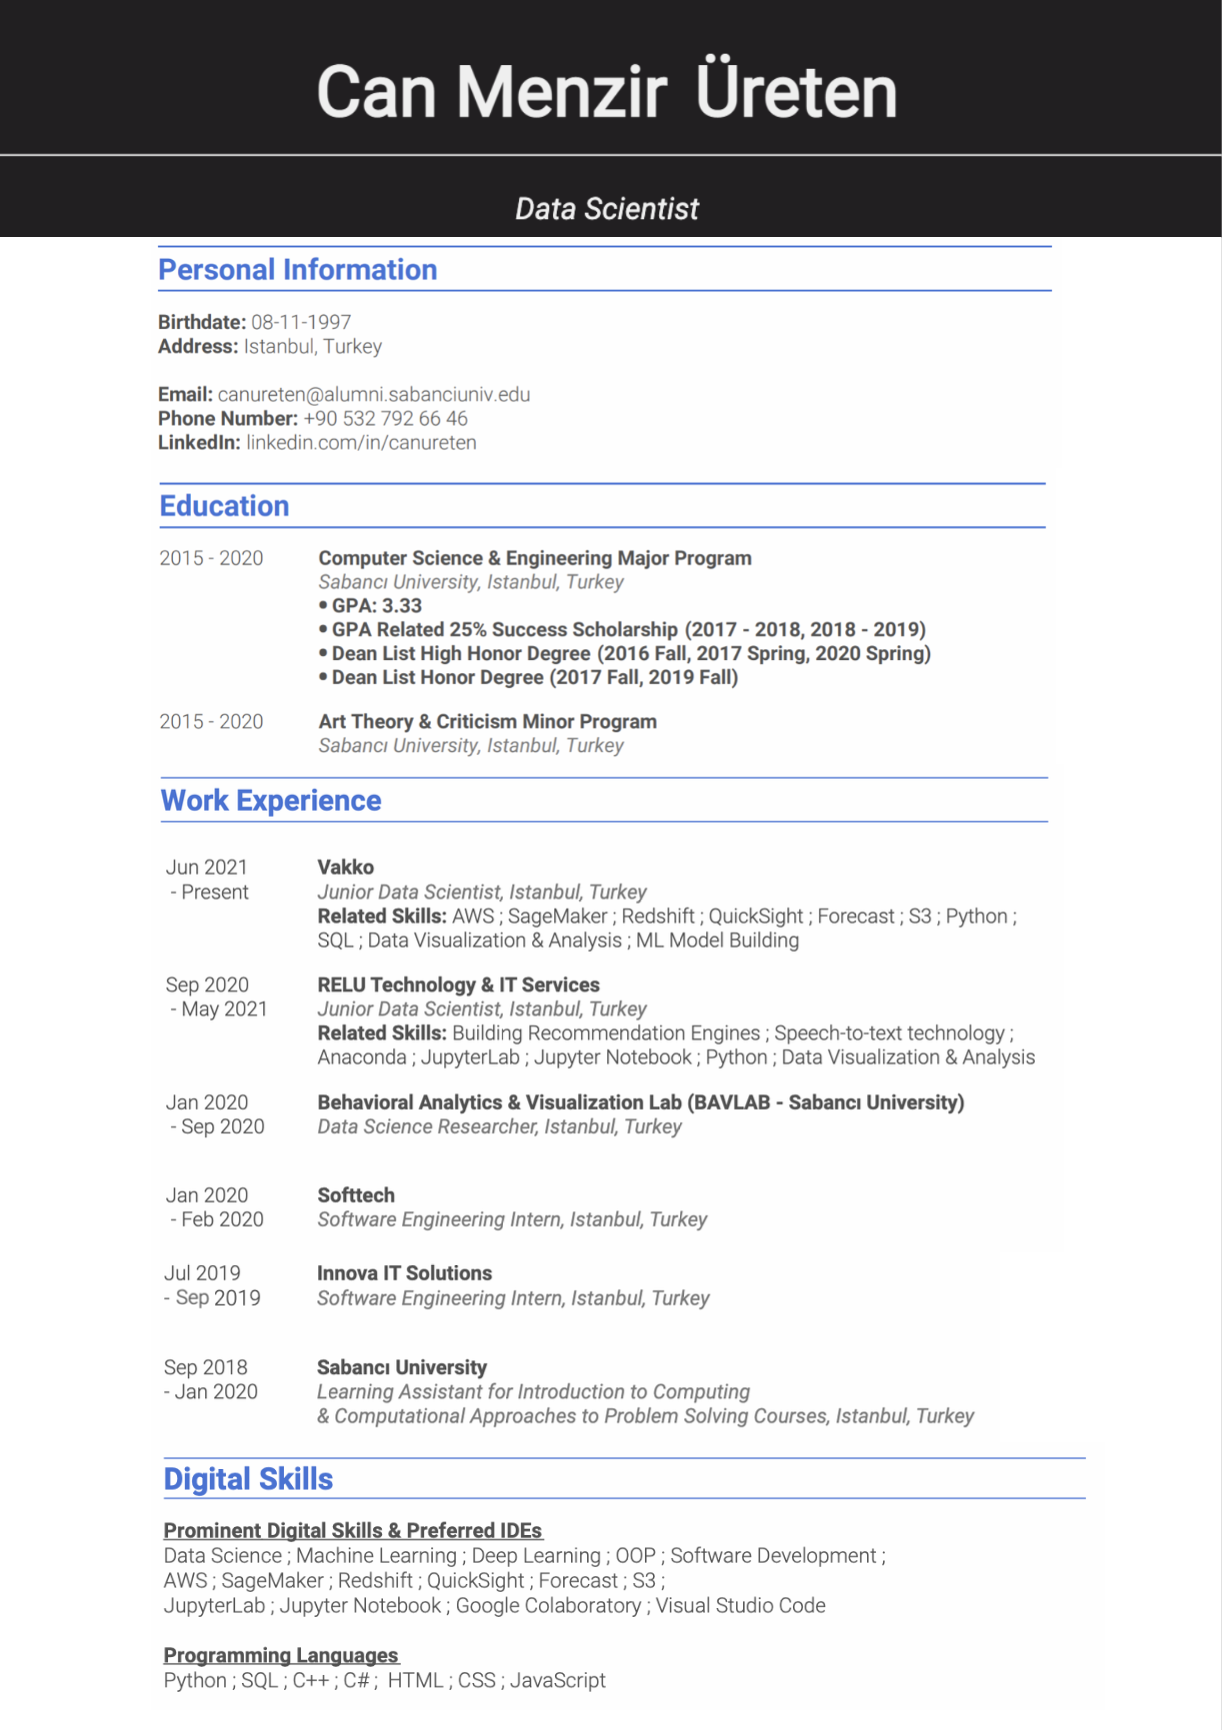 Can Menzir Üreten
Data Scientist
Personal Information
Birthdate: 08-11-1997
Address: Istanbul, Turkey
Email: canureten@alumni.sabanciuniv.edu
Phone Number: +90 532 792 66 46
LinkedIn: linkedin.com/in/canureten
Education
2015 - 2020 Computer Science & Engineering Major Program
Sabancı University, Istanbul, Turkey
• GPA: 3.33
• GPA Related 25% Success Scholarship (2017 - 2018, 2018 - 2019)
• Dean List High Honor Degree (2016 Fall, 2017 Spring, 2020 Spring)
• Dean List Honor Degree (2017 Fall, 2019 Fall)
2015 - 2020 Art Theory & Criticism Minor Program
Sabancı University, Istanbul, Turkey
Work Experience
Jun 2021 Vakko
- Present Junior Data Scientist, Istanbul, Turkey
Related Skills: AWS ; SageMaker ; Redshift ; QuickSight ; Forecast ; S3 ; Python ;
SQL ; Data Visualization & Analysis ; ML Model Building
Sep 2020 RELU Technology & IT Services
- May 2021 Junior Data Scientist, Istanbul, Turkey
Related Skills: Building Recommendation Engines ; Speech-to-text technology ;
Anaconda ; JupyterLab ; Jupyter Notebook ; Python ; Data Visualization & Analysis
Jan 2020 Behavioral Analytics & Visualization Lab (BAVLAB - Sabancı University)
- Sep 2020 Data Science Researcher, Istanbul, Turkey
Jan 2020 Softtech
- Feb 2020 Software Engineering Intern, Istanbul, Turkey
Jul 2019 Innova IT Solutions
- Sep 2019 Software Engineering Intern, Istanbul, Turkey
Sep 2018 Sabancı University
- Jan 2020 Learning Assistant for Introduction to Computing
& Computational Approaches to Problem Solving Courses, Istanbul, Turkey
Digital Skills
Prominent Digital Skills & Preferred IDEs
Data Science ; Machine Learning ; Deep Learning ; OOP ; Software Development ;
AWS ; SageMaker ; Redshift ; QuickSight ; Forecast ; S3 ;
JupyterLab ; Jupyter Notebook ; Google Colaboratory ; Visual Studio Code
Programming Languages
Python ; SQL ; C++ ; C# ; HTML ; CSS ; JavaScript